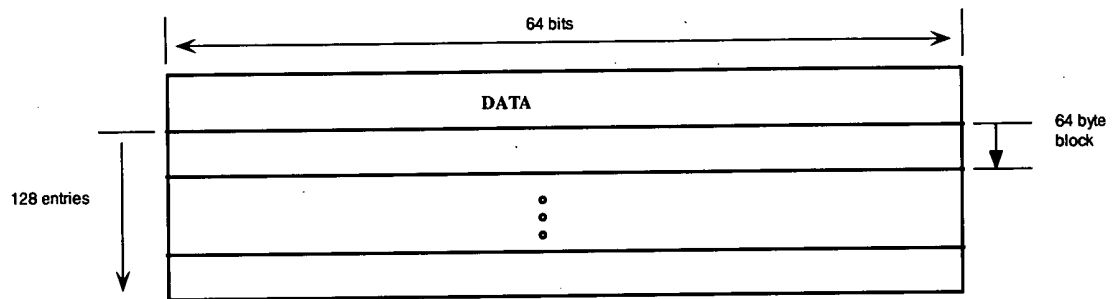 64 bits
DATA
64 byte
block
128 entries